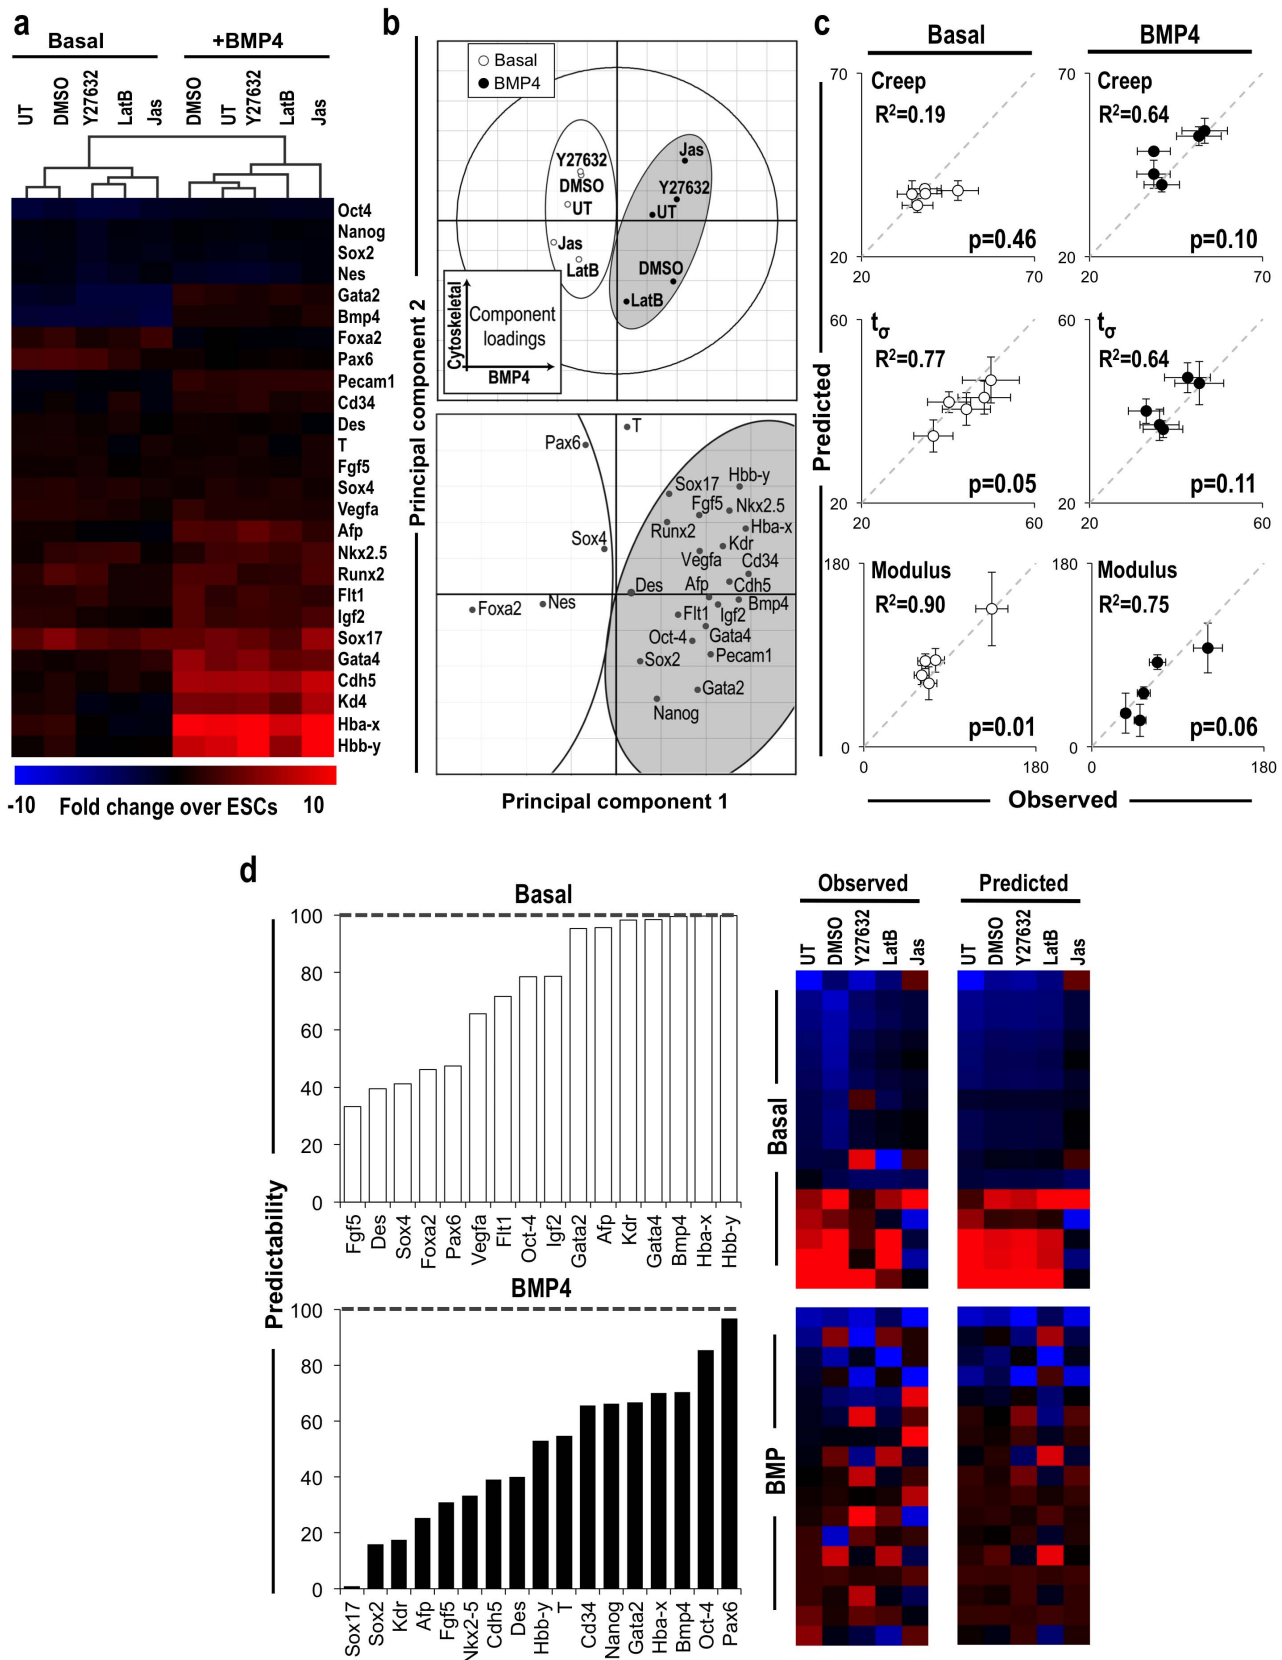 a
Basal
+BMP4
UT
DMSO
Y27632
LatB
Jas
DMSO
UT
Y27632
LatB
Jas
Oct4
Nanog
Sox2
Nes
Gata2
Bmp4
Foxa2
Pax6
Pecam1
Cd34
Des
T
Fgf5
Sox4
Vegfa
Afp
Nkx2.5
Runx2
Flt1
Igf2
Sox17
Gata4
Cdh5
Kd4
Hba-x
Hbb-y
-10 Fold change over ESCs 10
b
Basal
BMP4
Y27632
DMSO
UT
Jas
LatB
Jas
Y27632
UT
DMSO
LatB
Cytoskeletal
Component
loadings
BMP4
Principal component 2
T
Pax6
Hbb-y
Sox17
Fgf5
Nkx2.5
Runx2
Hba-x
Sox4
Kdr
Vegfa
Cd34
Afp
Cdh5
Des
Bmp4
Foxa2
Nes
Flt1
Igf2
Oct-4
Gata4
Sox2
Pecam1
Gata2
Nanog
Principal component 1
c
Basal
BMP4
Predicted
70
Creep
R²=0.19
p=0.46
20
20
70
70
Creep
R²=0.64
p=0.10
20
20
70
60
tσ
R²=0.77
p=0.05
20
20
60
60
tσ
R²=0.64
p=0.11
20
20
60
180
Modulus
R²=0.90
p=0.01
0
0
180
180
Modulus
R²=0.75
p=0.06
0
0
180
Observed
d
Predictability
Basal
100
80
60
40
20
0
Fgf5
Des
Sox4
Foxa2
Pax6
Vegfa
Flt1
Oct-4
Igf2
Gata2
Afp
Kdr
Gata4
Bmp4
Hba-x
Hbb-y
BMP4
100
80
60
40
20
0
Sox17
Sox2
Kdr
Afp
Fgf5
Nkx2-5
Cdh5
Des
Hbb-y
T
Cd34
Nanog
Gata2
Hba-x
Bmp4
Oct-4
Pax6
Observed
Predicted
UT
DMSO
Y27632
LatB
Jas
UT
DMSO
Y27632
LatB
Jas
Basal
BMP